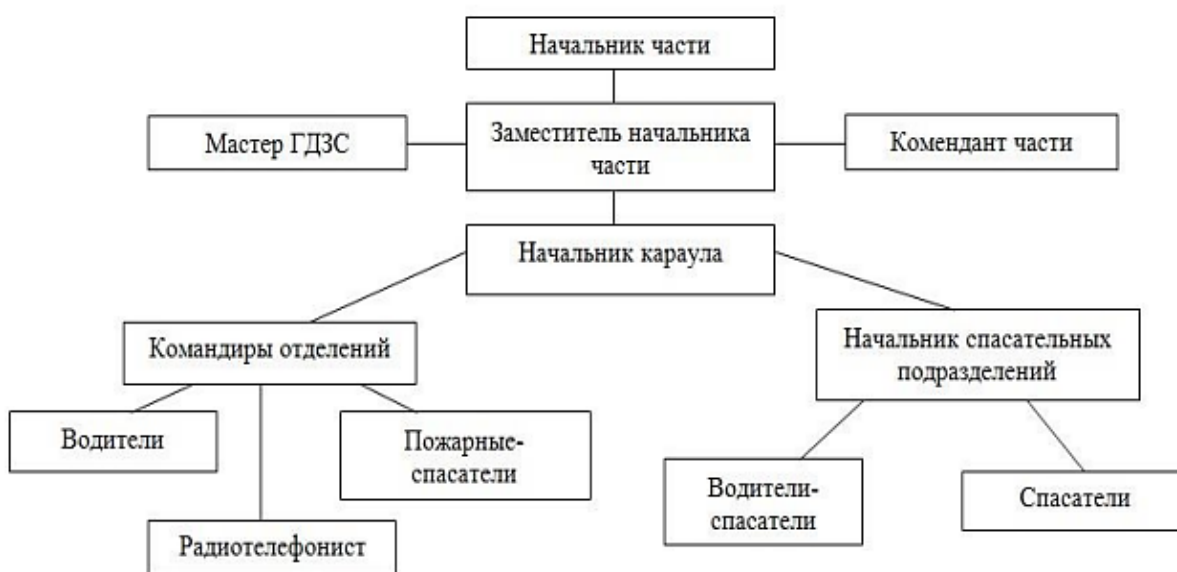 Начальник части
Мастер ГДЗС
Заместитель начальника
части
Комендант части
Начальник караула
Командиры отделений
Начальник спасательных
подразделений
Водители
Пожарные-
спасатели
Радиотелефонист
Водители-
спасатели
Спасатели